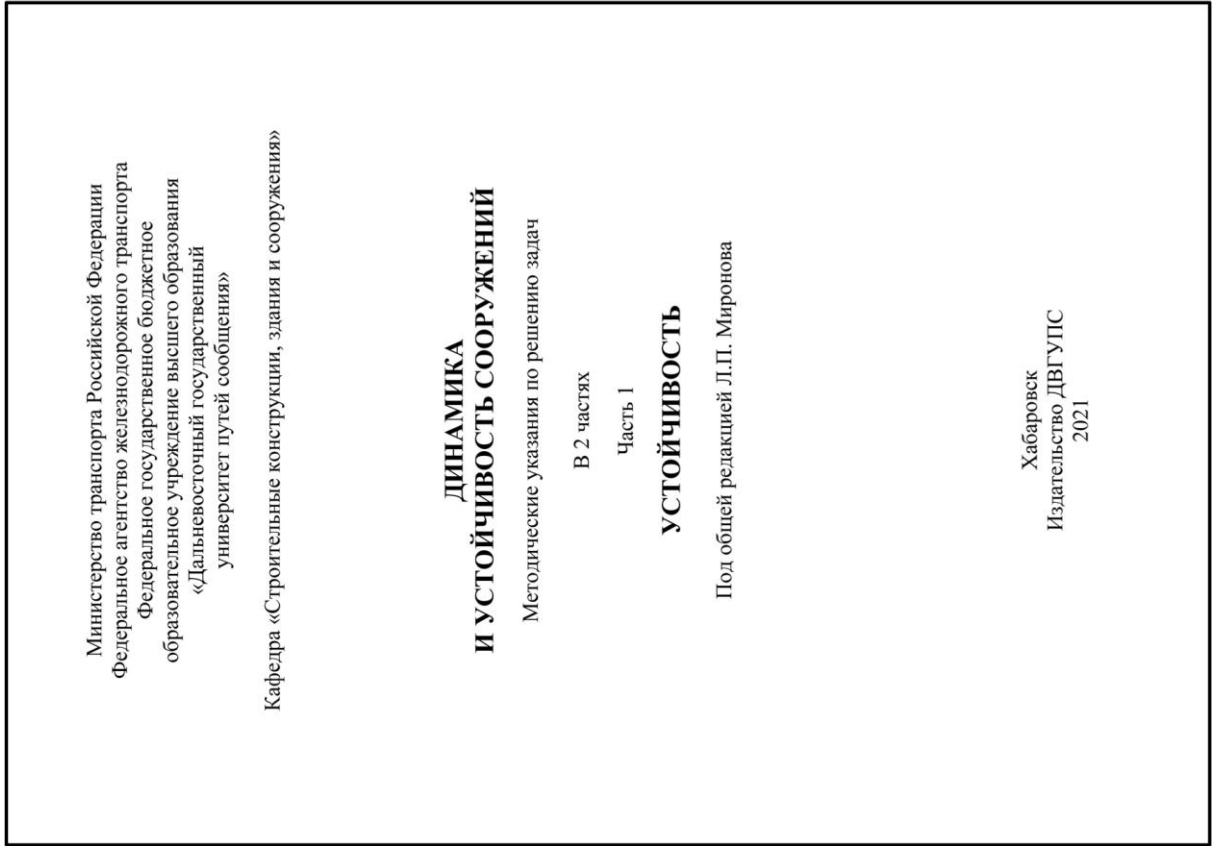 Министерство транспорта Российской Федерации
Федеральное агентство железнодорожного транспорта
Федеральное государственное бюджетное
образовательное учреждение высшего образования
«Дальневосточный государственный
университет путей сообщения»
Кафедра «Строительные конструкции, здания и сооружения»
ДИНАМИКА
И УСТОЙЧИВОСТЬ СООРУЖЕНИЙ
Методические указания по решению задач
В 2 частях
Часть 1
УСТОЙЧИВОСТЬ
Под общей редакцией Л.П. Миронова
Хабаровск
Издательство ДВГУПС
2021